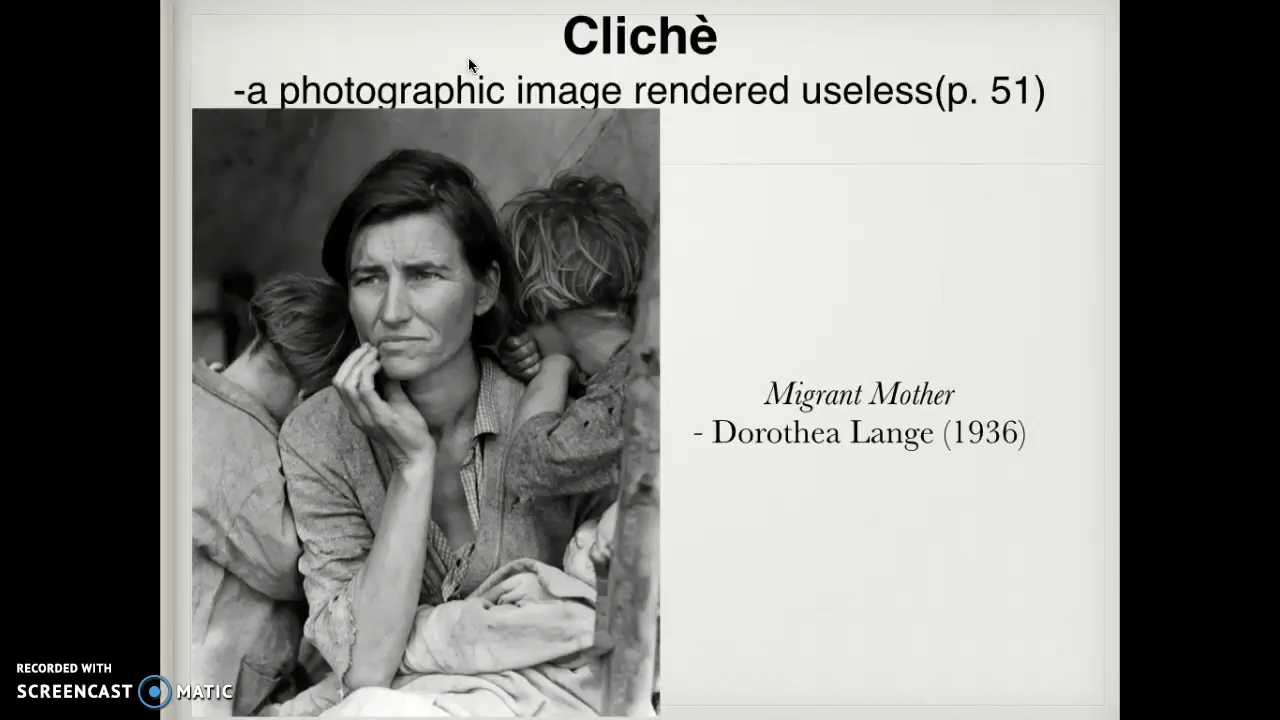 Clichè
-a photographic image rendered useless(p. 51)
Migrant Mother
- Dorothea Lange (1936)
RECORDED WITH
SCREENCAST MATIC